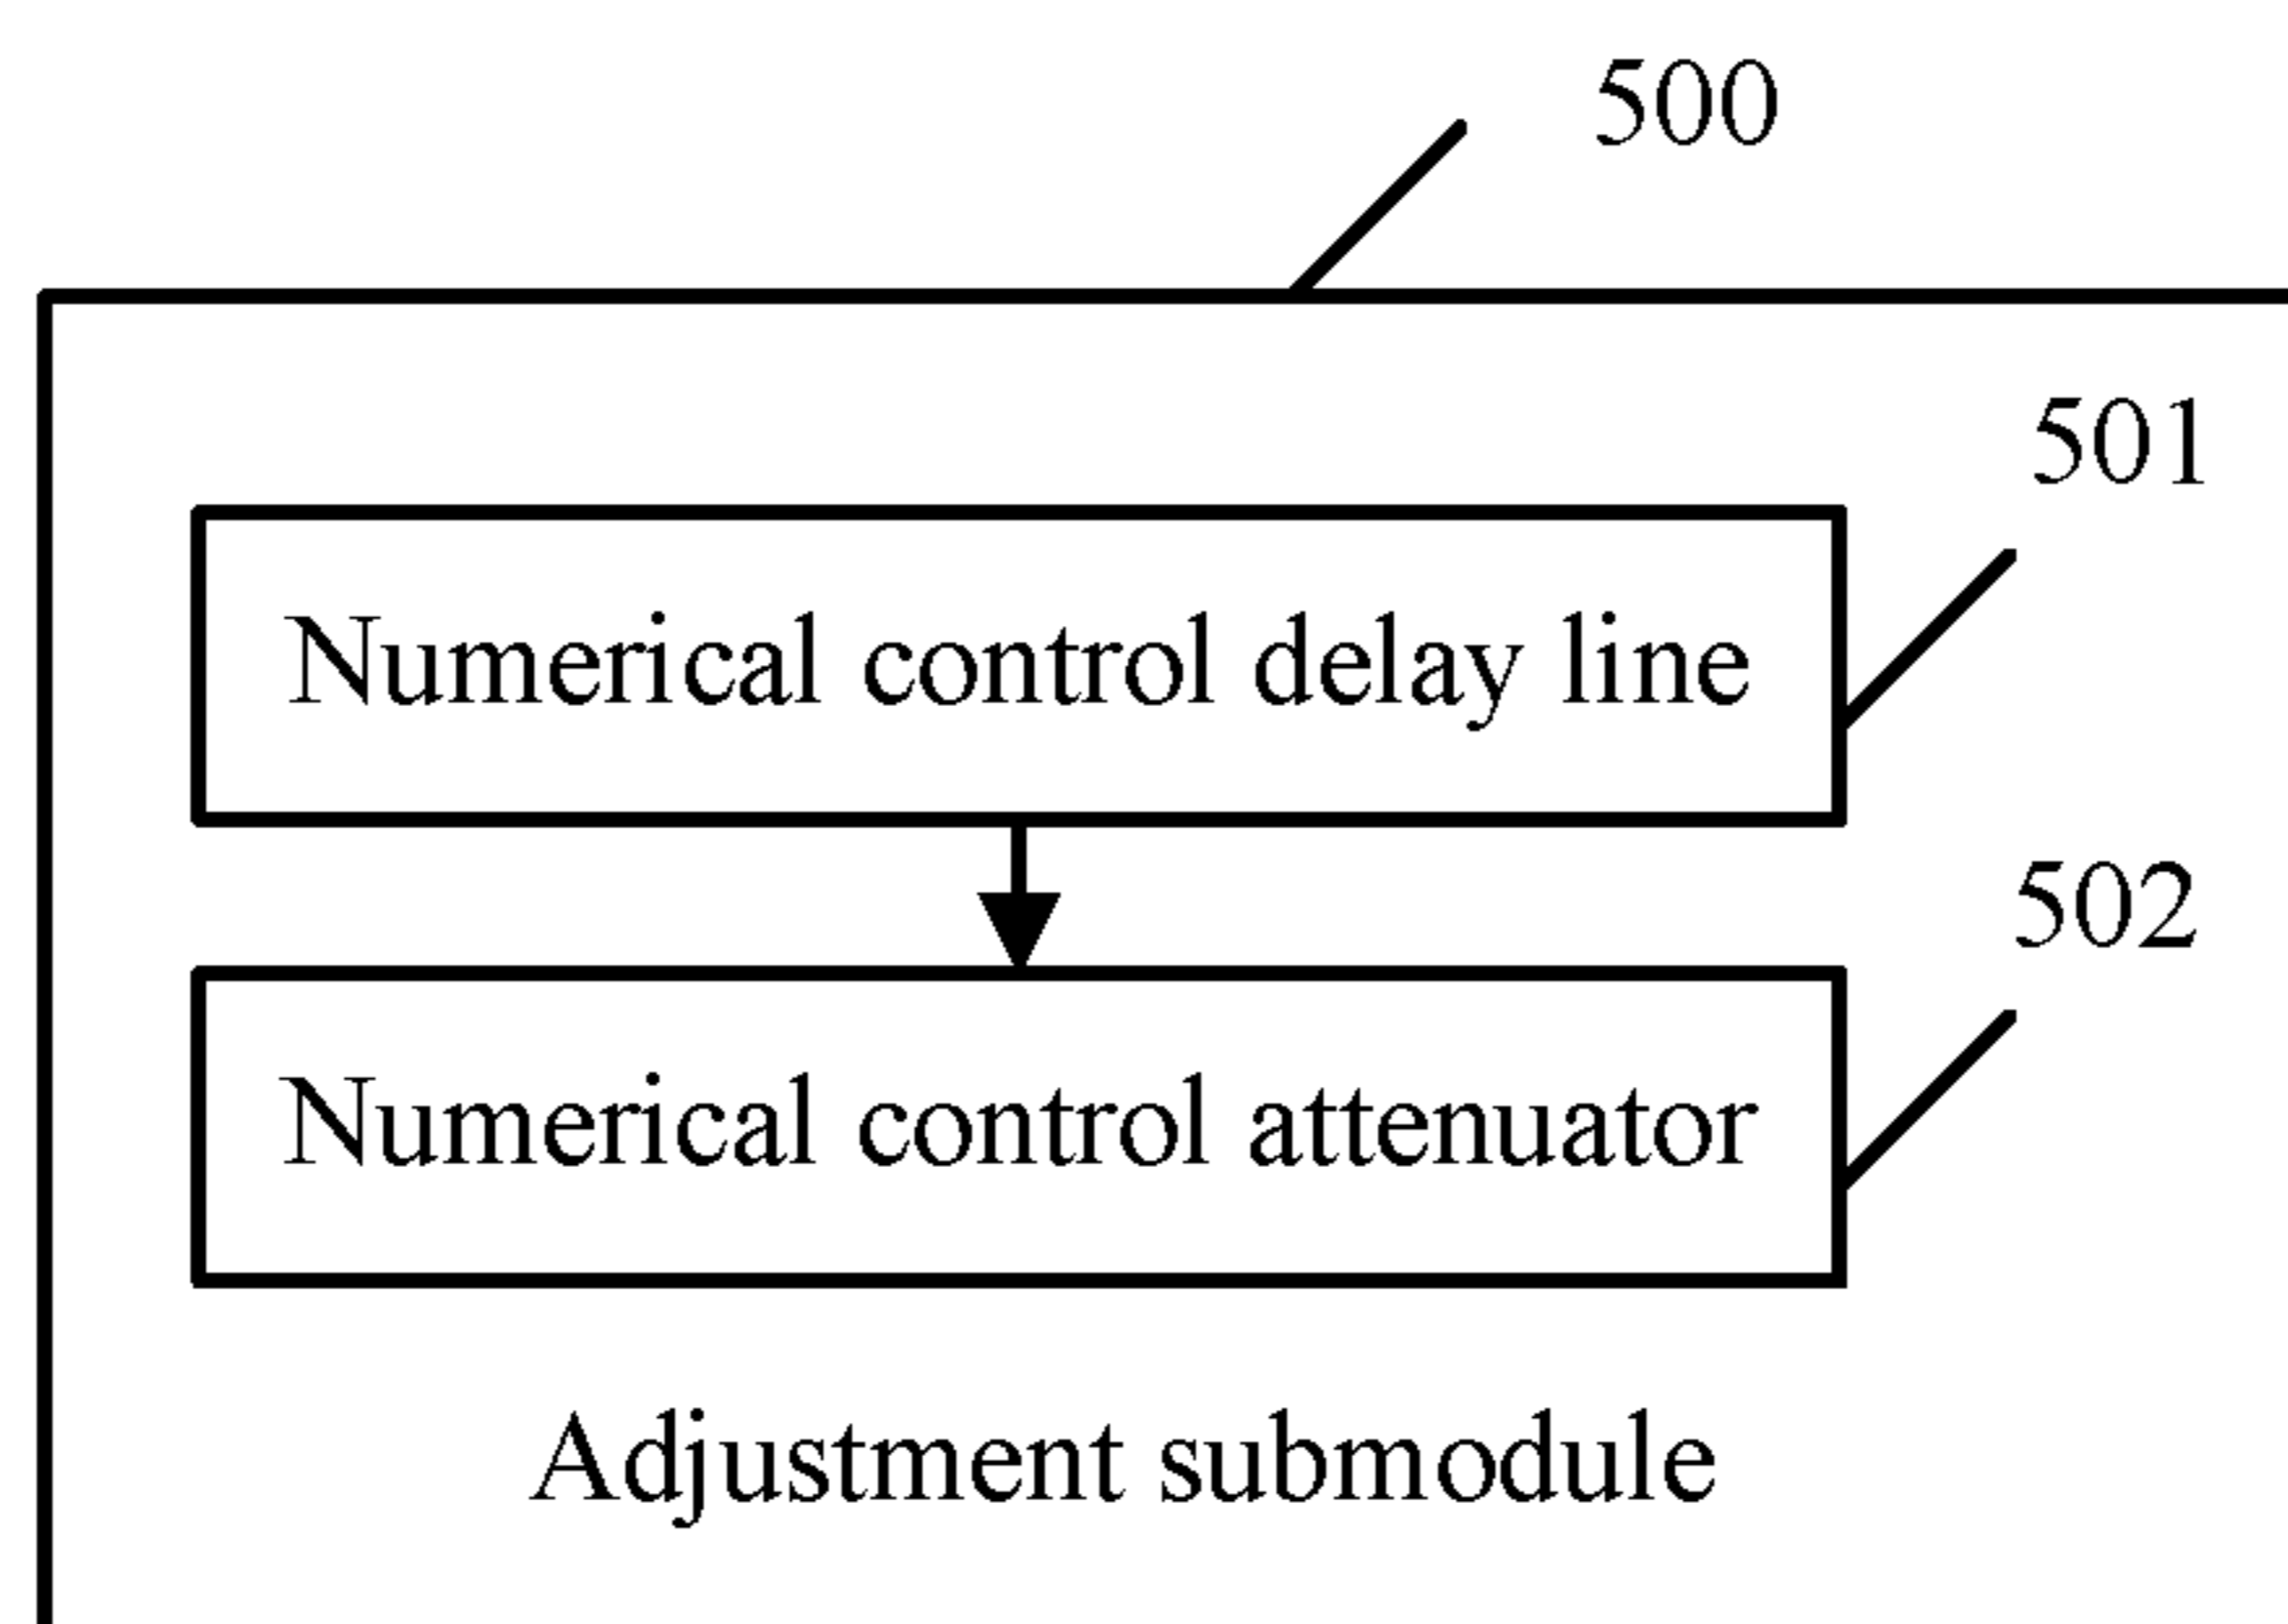 500
501
Numerical control delay line
502
Numerical control attenuator
Adjustment submodule